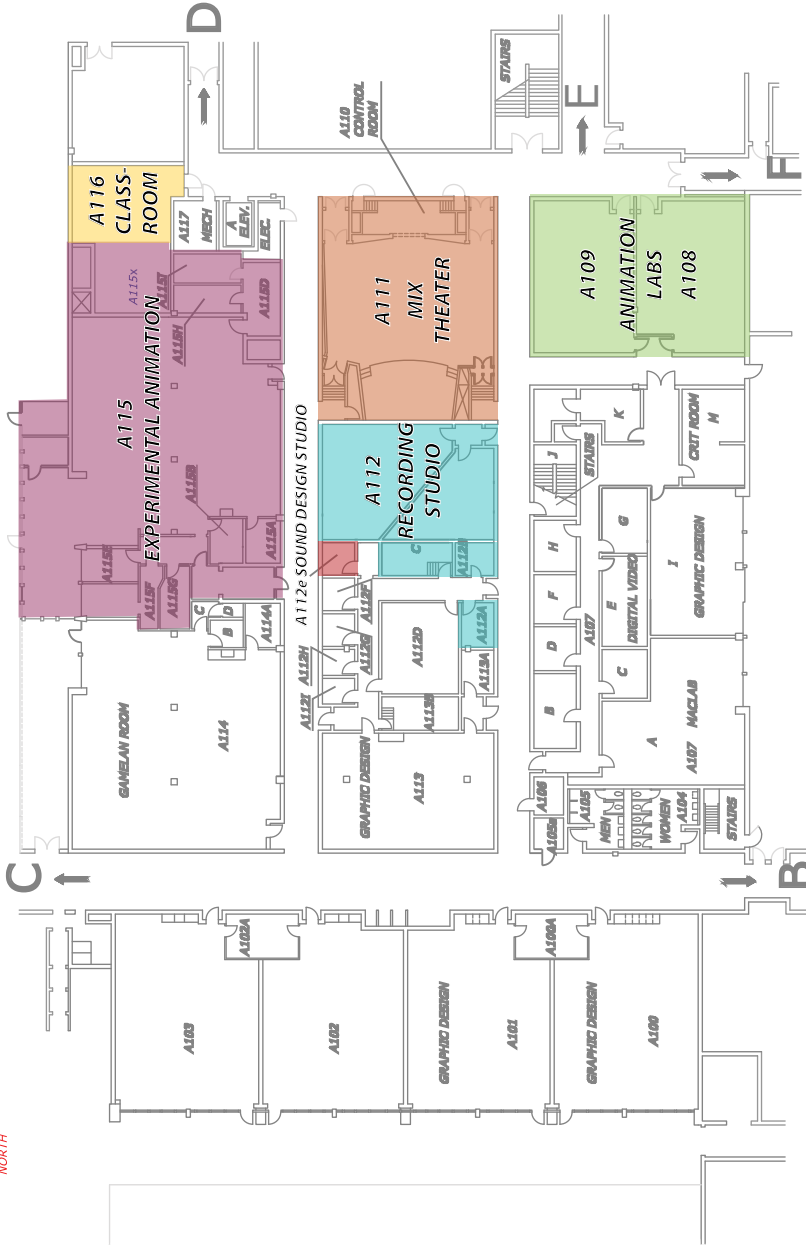 D
STAIRS
A110
CONTROL
ROOM
E
F
A116
CLASS-
ROOM
A117
MECH
A
ELEV.
ELEC.
A115x
A115I
A115H
A115D
A115
EXPERIMENTAL ANIMATION
A115B
A115A
A115E
A115F
A115G
A111
MIX
THEATER
A109
ANIMATION
LABS
A108
A112e SOUND DESIGN STUDIO
A112
RECORDING
STUDIO
C
A112B
A112A
A112F
A112G
A112H
A112I
A112D
A113A
A113B
GRAPHIC DESIGN
A113
C
D
B
A114A
GAMELAN ROOM
A114
K
J
STAIRS
CRIT ROOM
M
H
G
F
E
DIGITAL VIDEO
I
GRAPHIC DESIGN
A107
D
C
B
A
A107 MACLAB
A106
A105
A105a
MEN
WOMEN
A104
STAIRS
C
B
A102A
A100A
A103
A102
GRAPHIC DESIGN
A101
GRAPHIC DESIGN
A100
NORTH